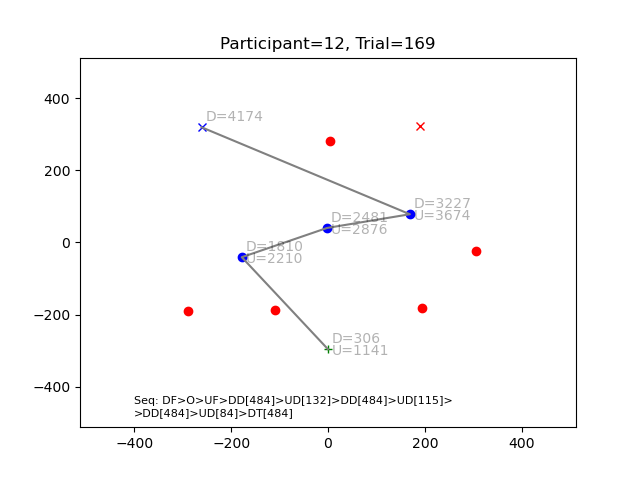 Participant=12, Trial=169
400
200
0
−200
−400
D=4174
D=3227
U=3674
D=2481
U=2876
D=1810
U=2210
D=306
U=1141
Seq: DF>O>UF>DD[484]>UD[132]>DD[484]>UD[115]>
>DD[484]>UD[84]>DT[484]
−400 −200 0 200 400